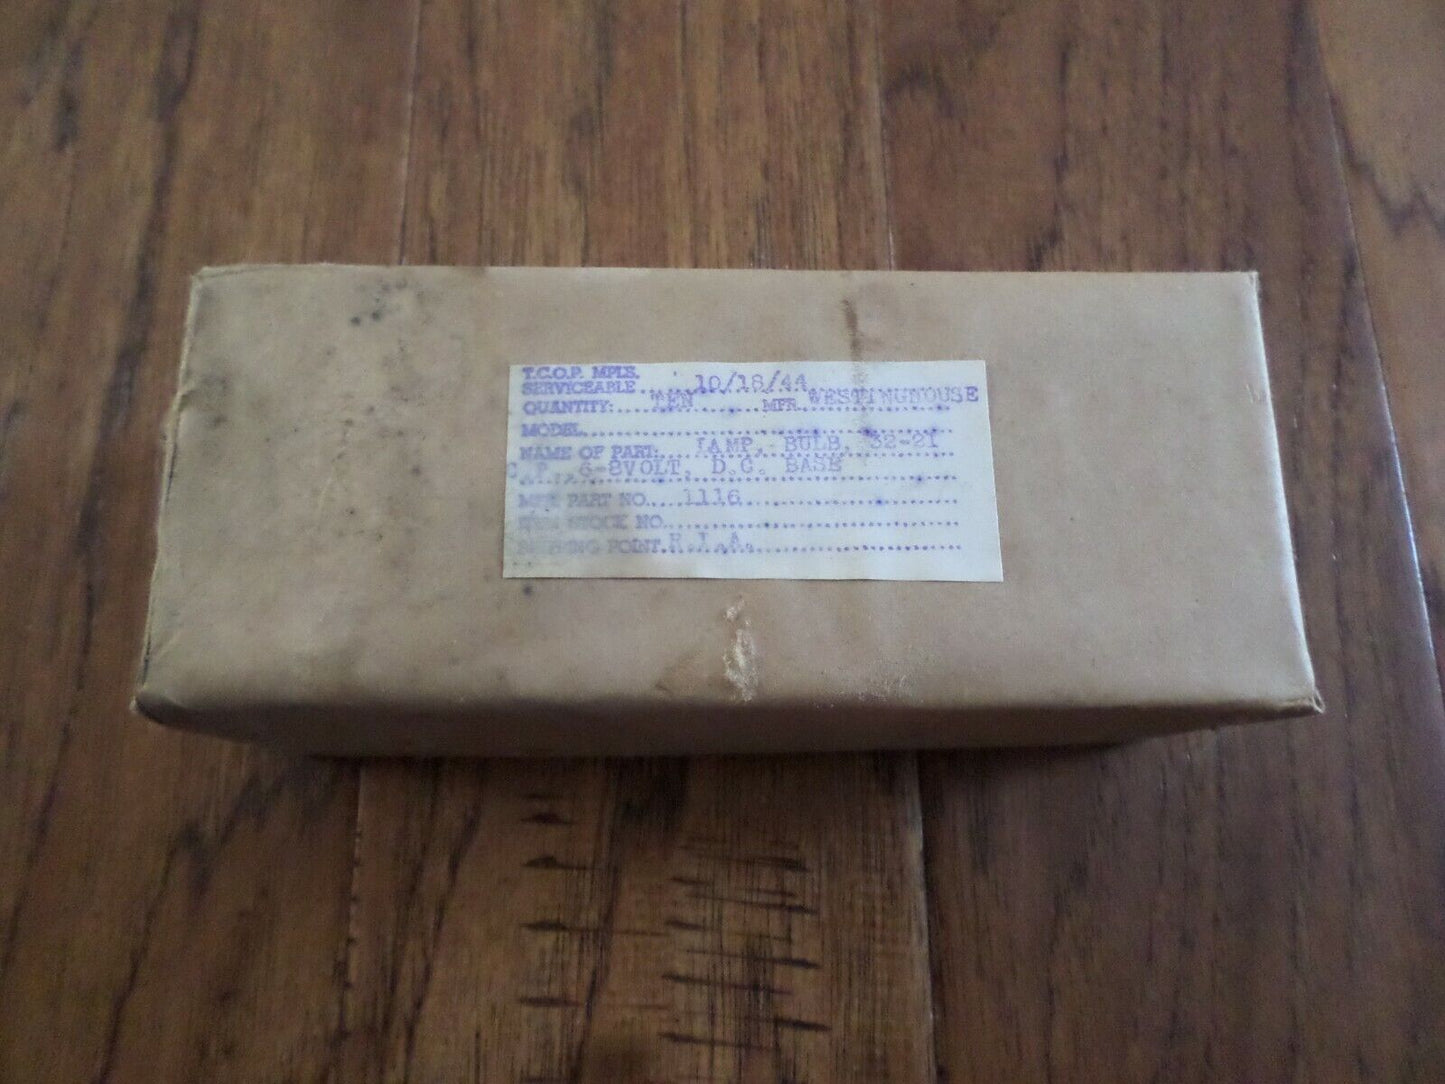 T.C.O.P. MPLS.
SERVICEABLE.....10/18/44
QUANTITY:....TEN.......MFR.WESTINGHOUSE
MODEL
NAME OF PART....LAMP, BULB, 32-21
C.P. 6-8VOLT, D.C. BASE
PART NO....1116
STOCK NO.
POINT.R.I.A.